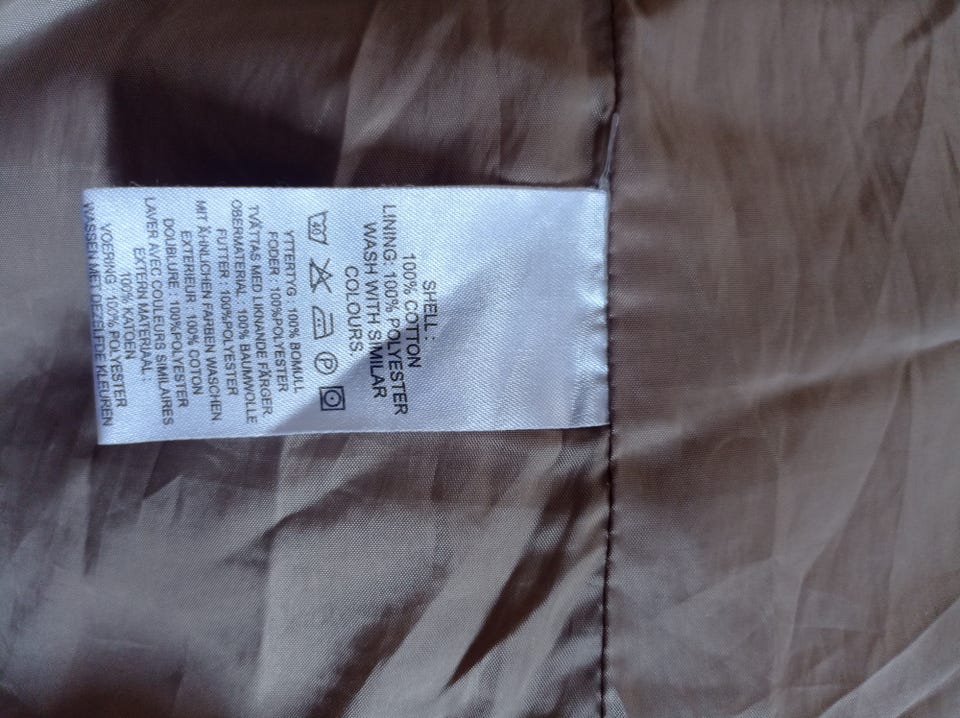 SHELL :
100% COTTON
LINING: 100% POLYESTER
WASH WITH SIMILAR
COLOURS.
YTTERTYG : 100% BOMULL
FODER : 100%POLYESTER
TVÄTTAS MED LIKNANDE FÄRGER.
OBERMATERIAL : 100% BAUMWOLLE
FUTTER : 100%POLYESTER
MIT ÄHNLICHEN FARBEN WASCHEN.
EXTERIEUR : 100% COTON
DOUBLURE : 100%POLYESTER
LAVER AVEC COULEURS SIMILAIRES
EXTERN MATERIAAL :
100% KATOEN
VOERING : 100% POLYESTER
WASSEN MET DEZELFDE KLEUREN